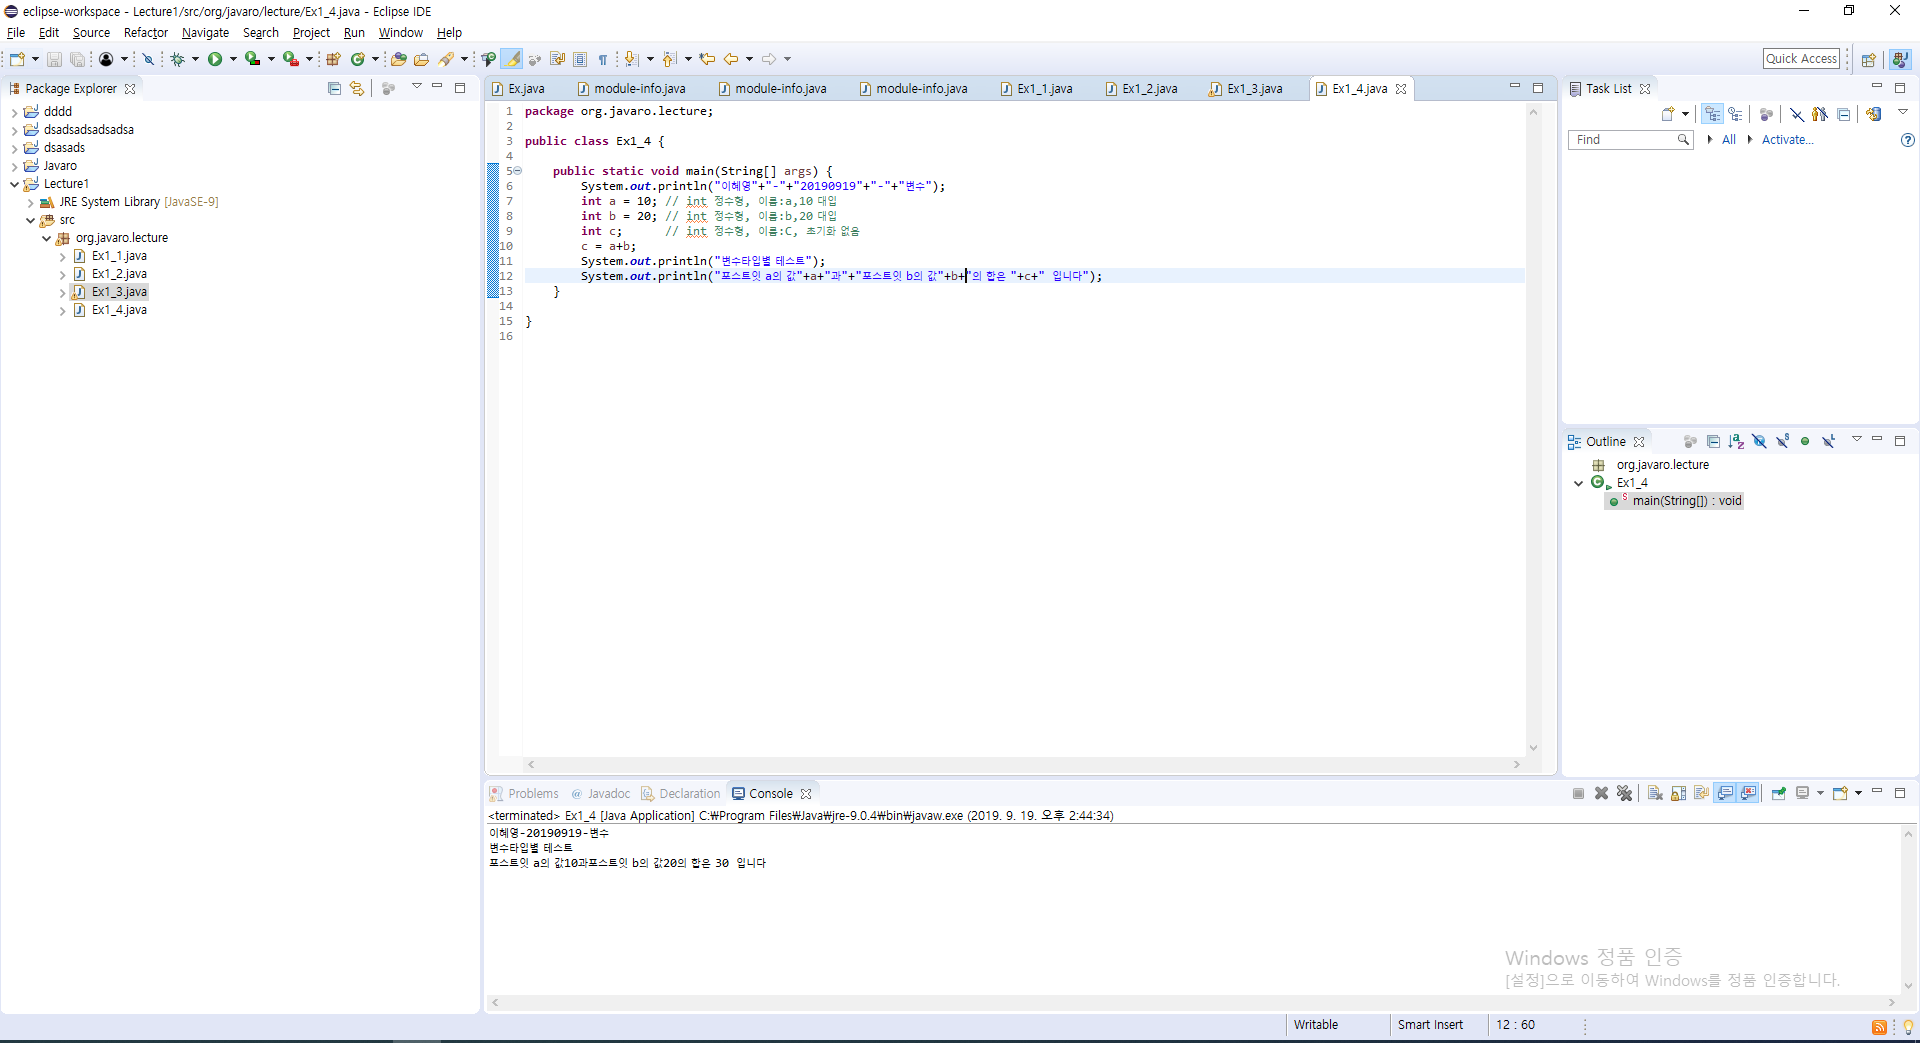 eclipse-workspace - Lecture1/src/org/javaro/lecture/Ex1_4.java - Eclipse IDE
File Edit Source Refactor Navigate Search Project Run Window Help
Quick Access
Package Explorer
dddd
dsadsadsadsadsa
dsasads
Javaro
Lecture1
JRE System Library [JavaSE-9]
src
org.javaro.lecture
Ex1_1.java
Ex1_2.java
Ex1_3.java
Ex1_4.java
Ex.java module-info.java module-info.java module-info.java Ex1_1.java Ex1_2.java Ex1_3.java Ex1_4.java
1 package org.javaro.lecture;
2
3 public class Ex1_4 {
4
5 public static void main(String[] args) {
6 System.out.println("이혜영"+"-"+"20190919"+"-"+"변수");
7 int a = 10; // int 정수형, 이름:a,10 대입
8 int b = 20; // int 정수형, 이름:b,20 대입
9 int c; // int 정수형, 이름:C, 초기화 없음
10 c = a+b;
11 System.out.println("변수타입별 테스트");
12 System.out.println("포스트잇 a의 값"+a+"과"+"포스트잇 b의 값"+b+"의 합은 "+c+" 입니다");
13 }
14
15 }
16
Task List
Find All Activate...
Outline
org.javaro.lecture
Ex1_4
main(String[]) : void
Problems Javadoc Declaration Console
<terminated> Ex1_4 [Java Application] C:₩Program Files₩Java₩jre-9.0.4₩bin₩javaw.exe (2019. 9. 19. 오후 2:44:34)
이혜영-20190919-변수
변수타입별 테스트
포스트잇 a의 값10과포스트잇 b의 값20의 합은 30 입니다
Windows 정품 인증
[설정]으로 이동하여 Windows를 정품 인증합니다.
Writable Smart Insert 12 : 60